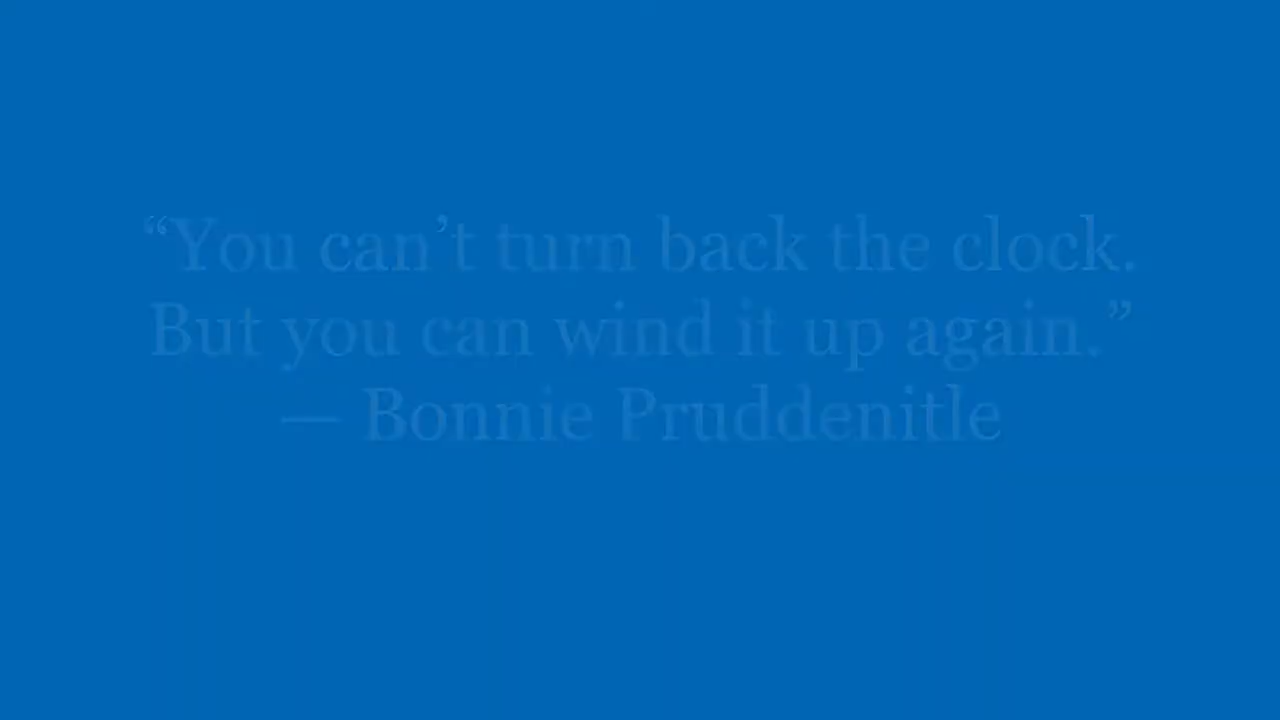 “You can’t turn back the clock.
But you can wind it up again.”
— Bonnie Pruddenitle